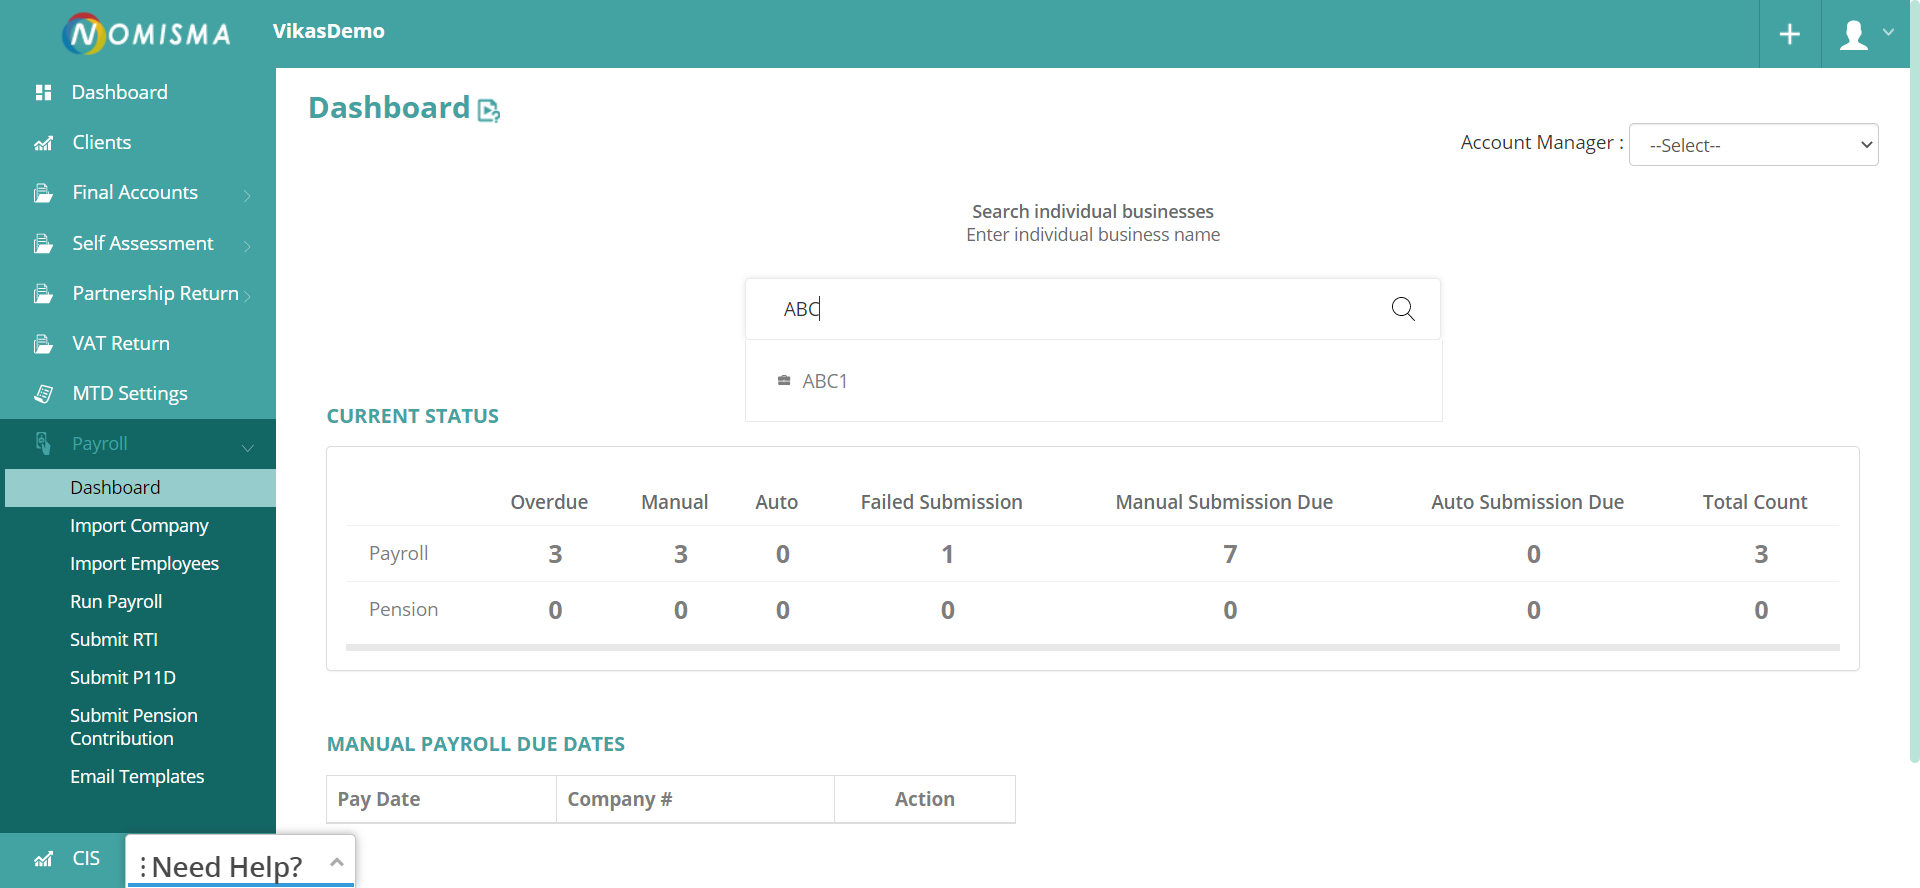 NOMISMA
VikasDemo
Dashboard
Clients
Final Accounts
Self Assessment
Partnership Return
VAT Return
MTD Settings
Payroll
Dashboard
Import Company
Import Employees
Run Payroll
Submit RTI
Submit P11D
Submit Pension
Contribution
Email Templates
CIS
Need Help?
Dashboard
Account Manager :
--Select--
Search individual businesses
Enter individual business name
ABC
ABC1
CURRENT STATUS
Overdue Manual Auto Failed Submission Manual Submission Due Auto Submission Due Total Count
Payroll 3 3 0 1 7 0 3
Pension 0 0 0 0 0 0 0
MANUAL PAYROLL DUE DATES
Pay Date Company # Action